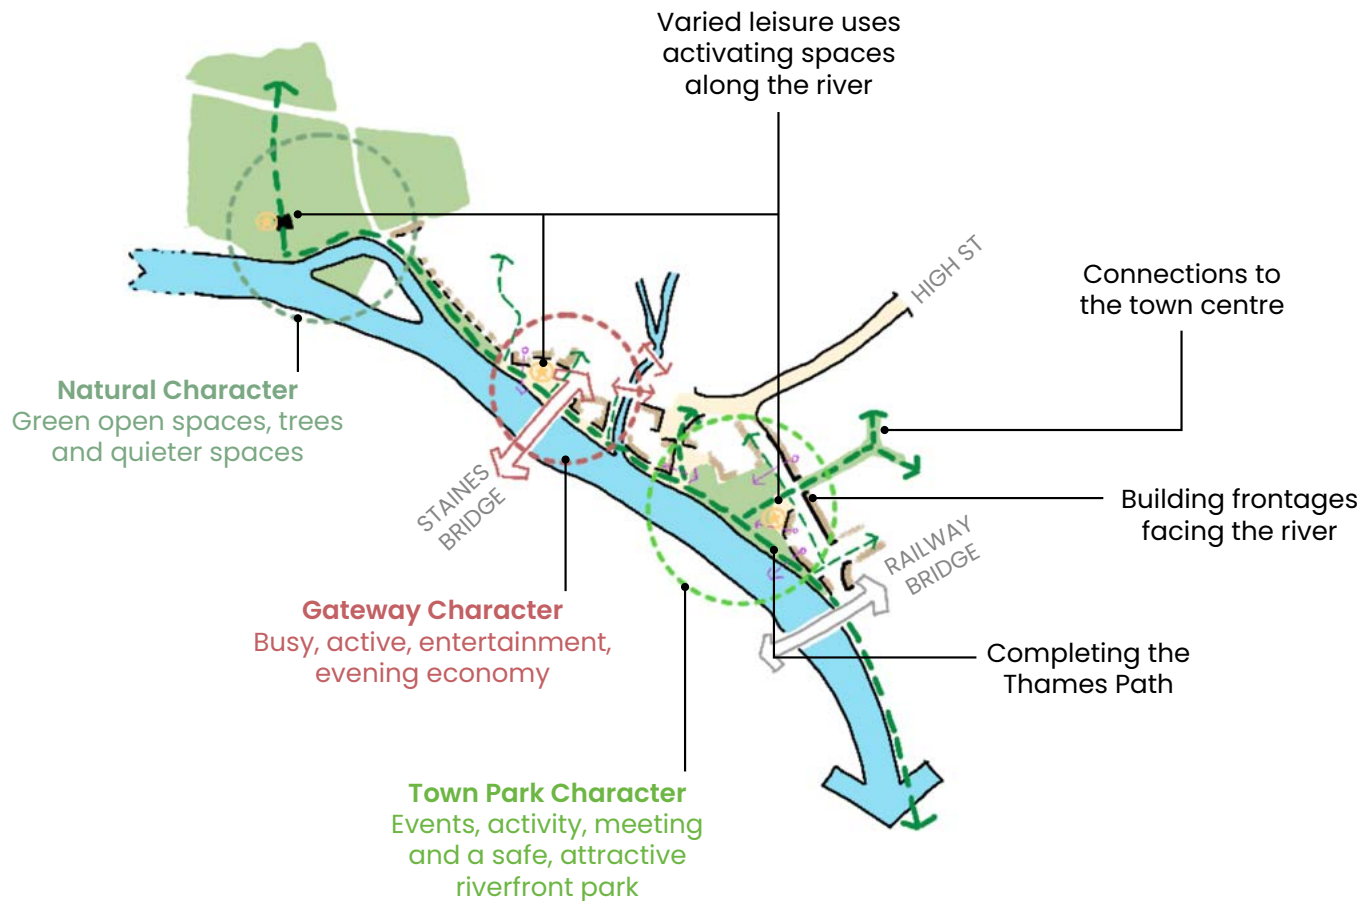 Varied leisure uses
activating spaces
along the river
HIGH ST
Connections to
the town centre
Natural Character
Green open spaces, trees
and quieter spaces
STAINES
BRIDGE
Building frontages
facing the river
RAILWAY
BRIDGE
Gateway Character
Busy, active, entertainment,
evening economy
Completing the
Thames Path
Town Park Character
Events, activity, meeting
and a safe, attractive
riverfront park